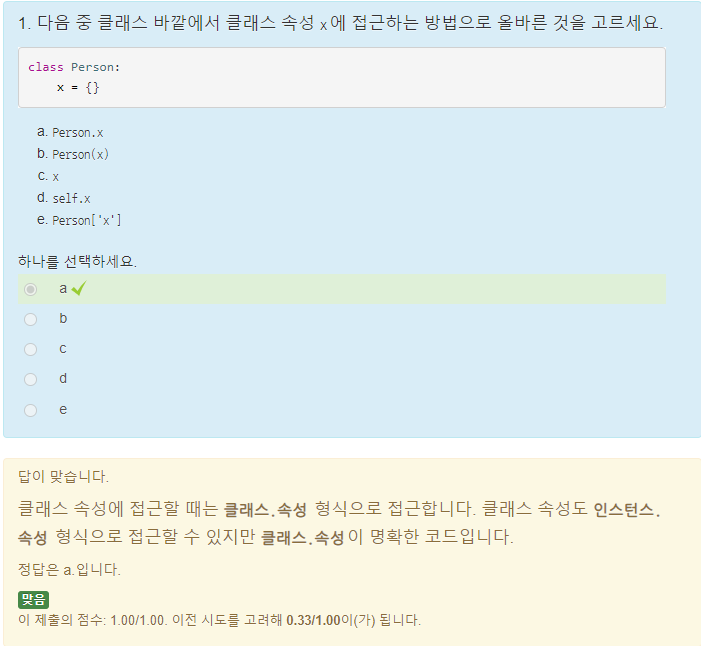 1. 다음 중 클래스 바깥에서 클래스 속성 x에 접근하는 방법으로 올바른 것을 고르세요.
class Person:
    x = {}
a. Person.x
b. Person(x)
c. x
d. self.x
e. Person['x']
하나를 선택하세요.
a
b
c
d
e
답이 맞습니다.
클래스 속성에 접근할 때는 클래스.속성 형식으로 접근합니다. 클래스 속성도 인스턴스.
속성 형식으로 접근할 수 있지만 클래스.속성이 명확한 코드입니다.
정답은 a.입니다.
맞음
이 제출의 점수: 1.00/1.00. 이전 시도를 고려해 0.33/1.00이(가) 됩니다.